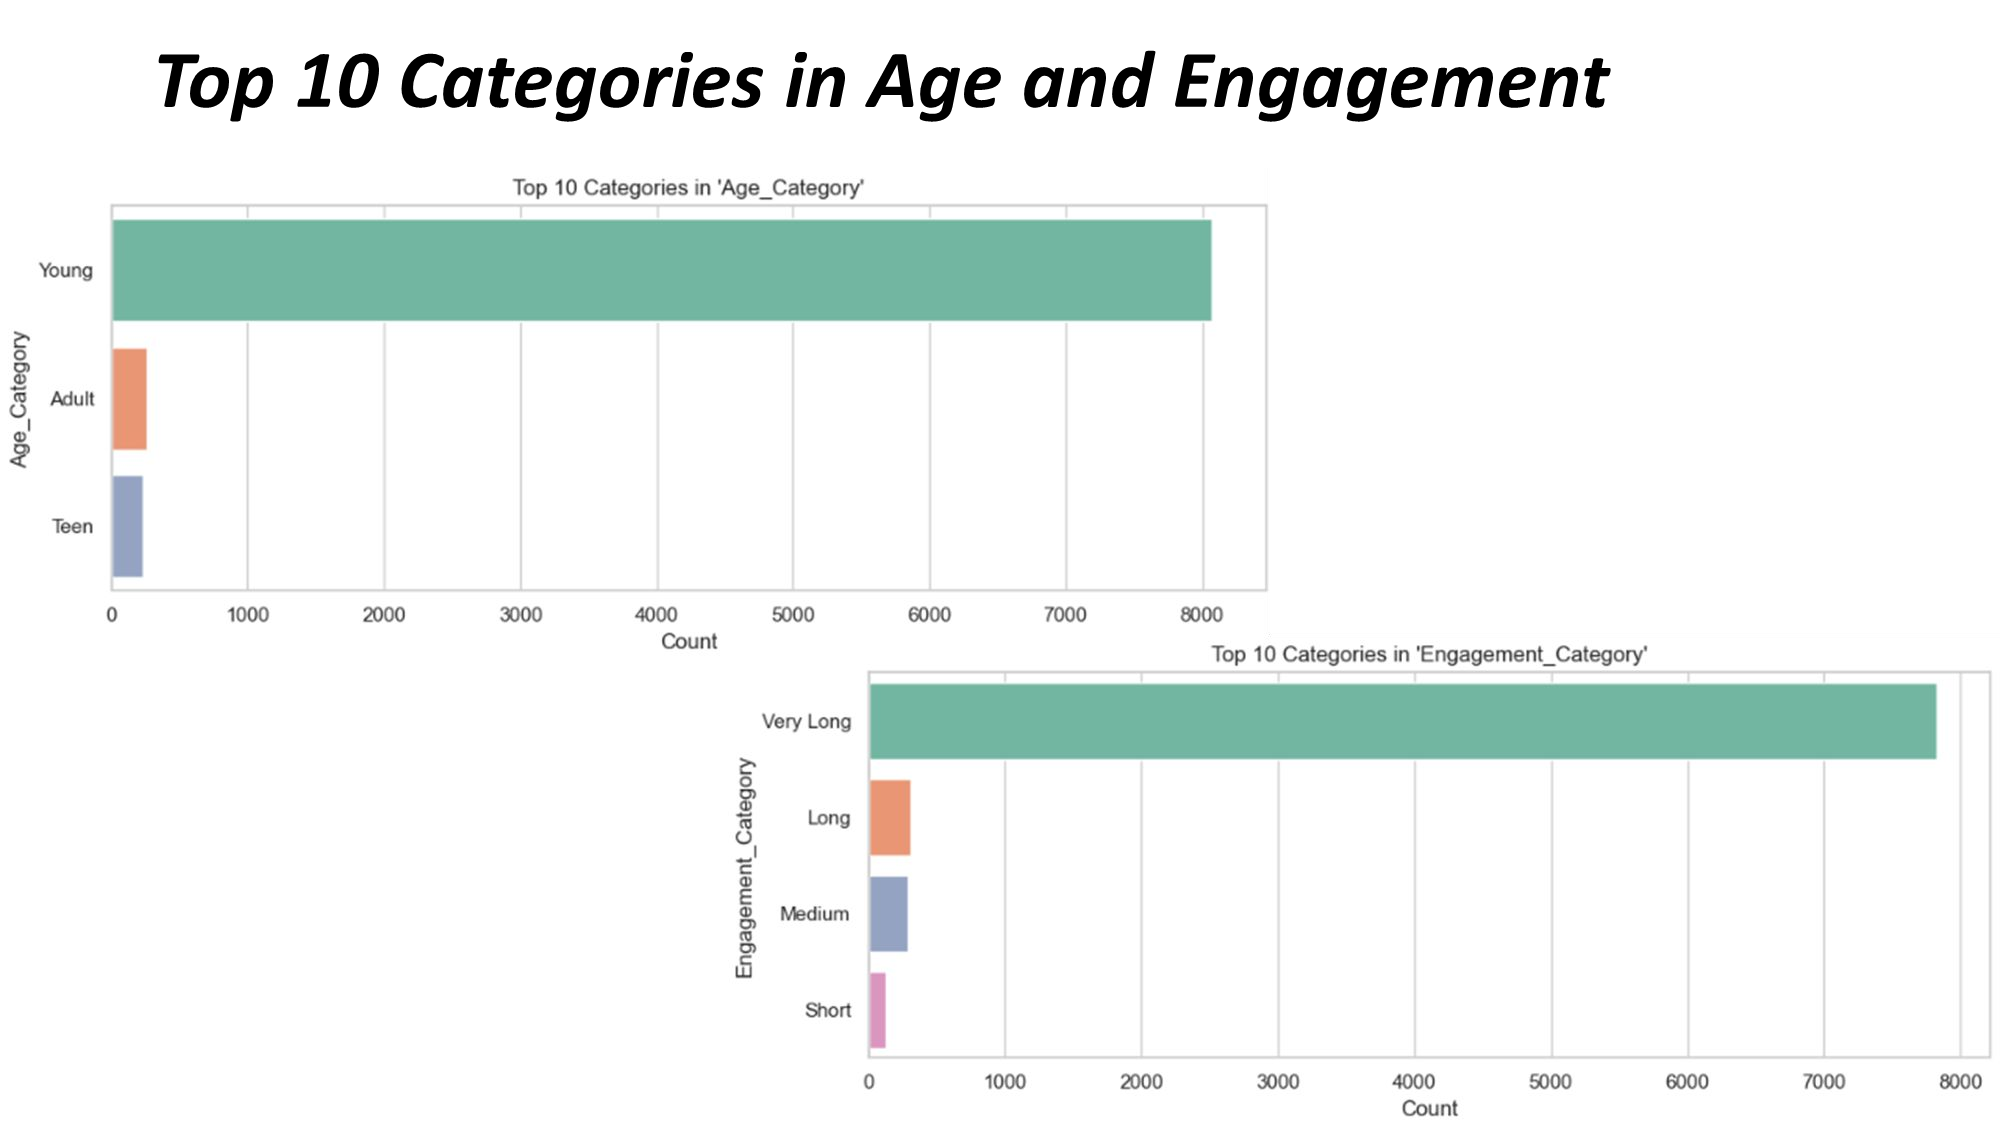 Top 10 Categories in Age and Engagement
Top 10 Categories in 'Age_Category'
Age_Category
Young
Adult
Teen
0 1000 2000 3000 4000 5000 6000 7000 8000
Count
Top 10 Categories in 'Engagement_Category'
Engagement_Category
Very Long
Long
Medium
Short
0 1000 2000 3000 4000 5000 6000 7000 8000
Count